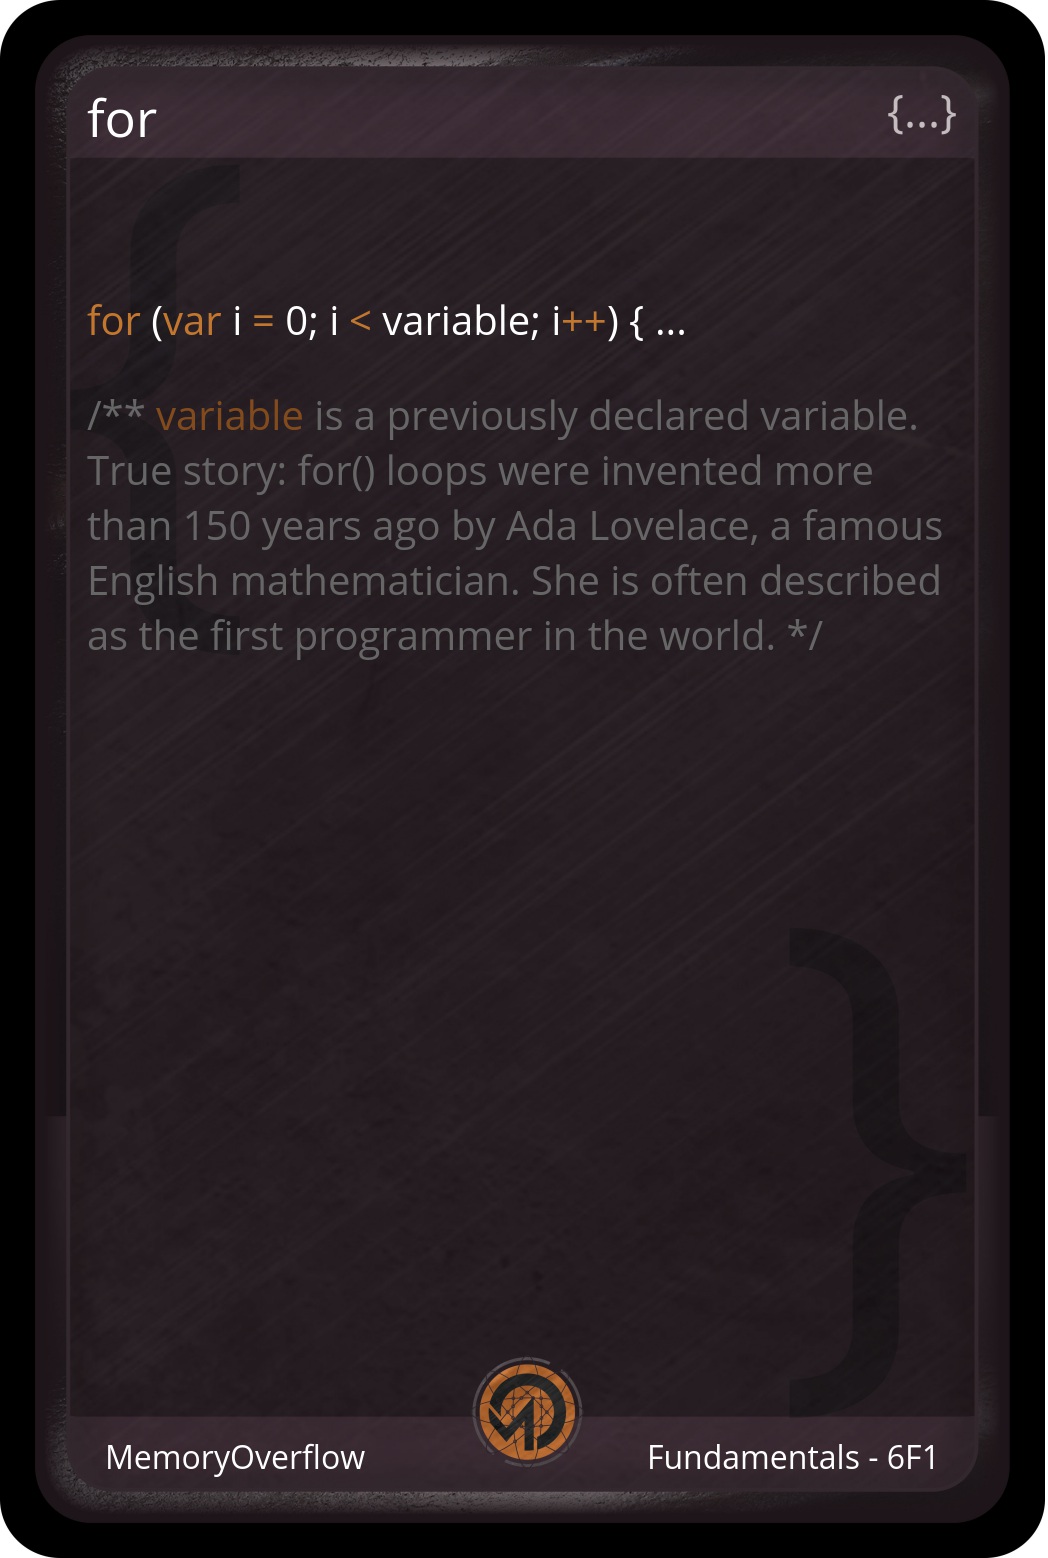 for
{...}
for (var i = 0; i < variable; i++) { ...
/** variable is a previously declared variable.
True story: for() loops were invented more
than 150 years ago by Ada Lovelace, a famous
English mathematician. She is often described
as the first programmer in the world. */
{
}
MemoryOverflow
Fundamentals - 6F1